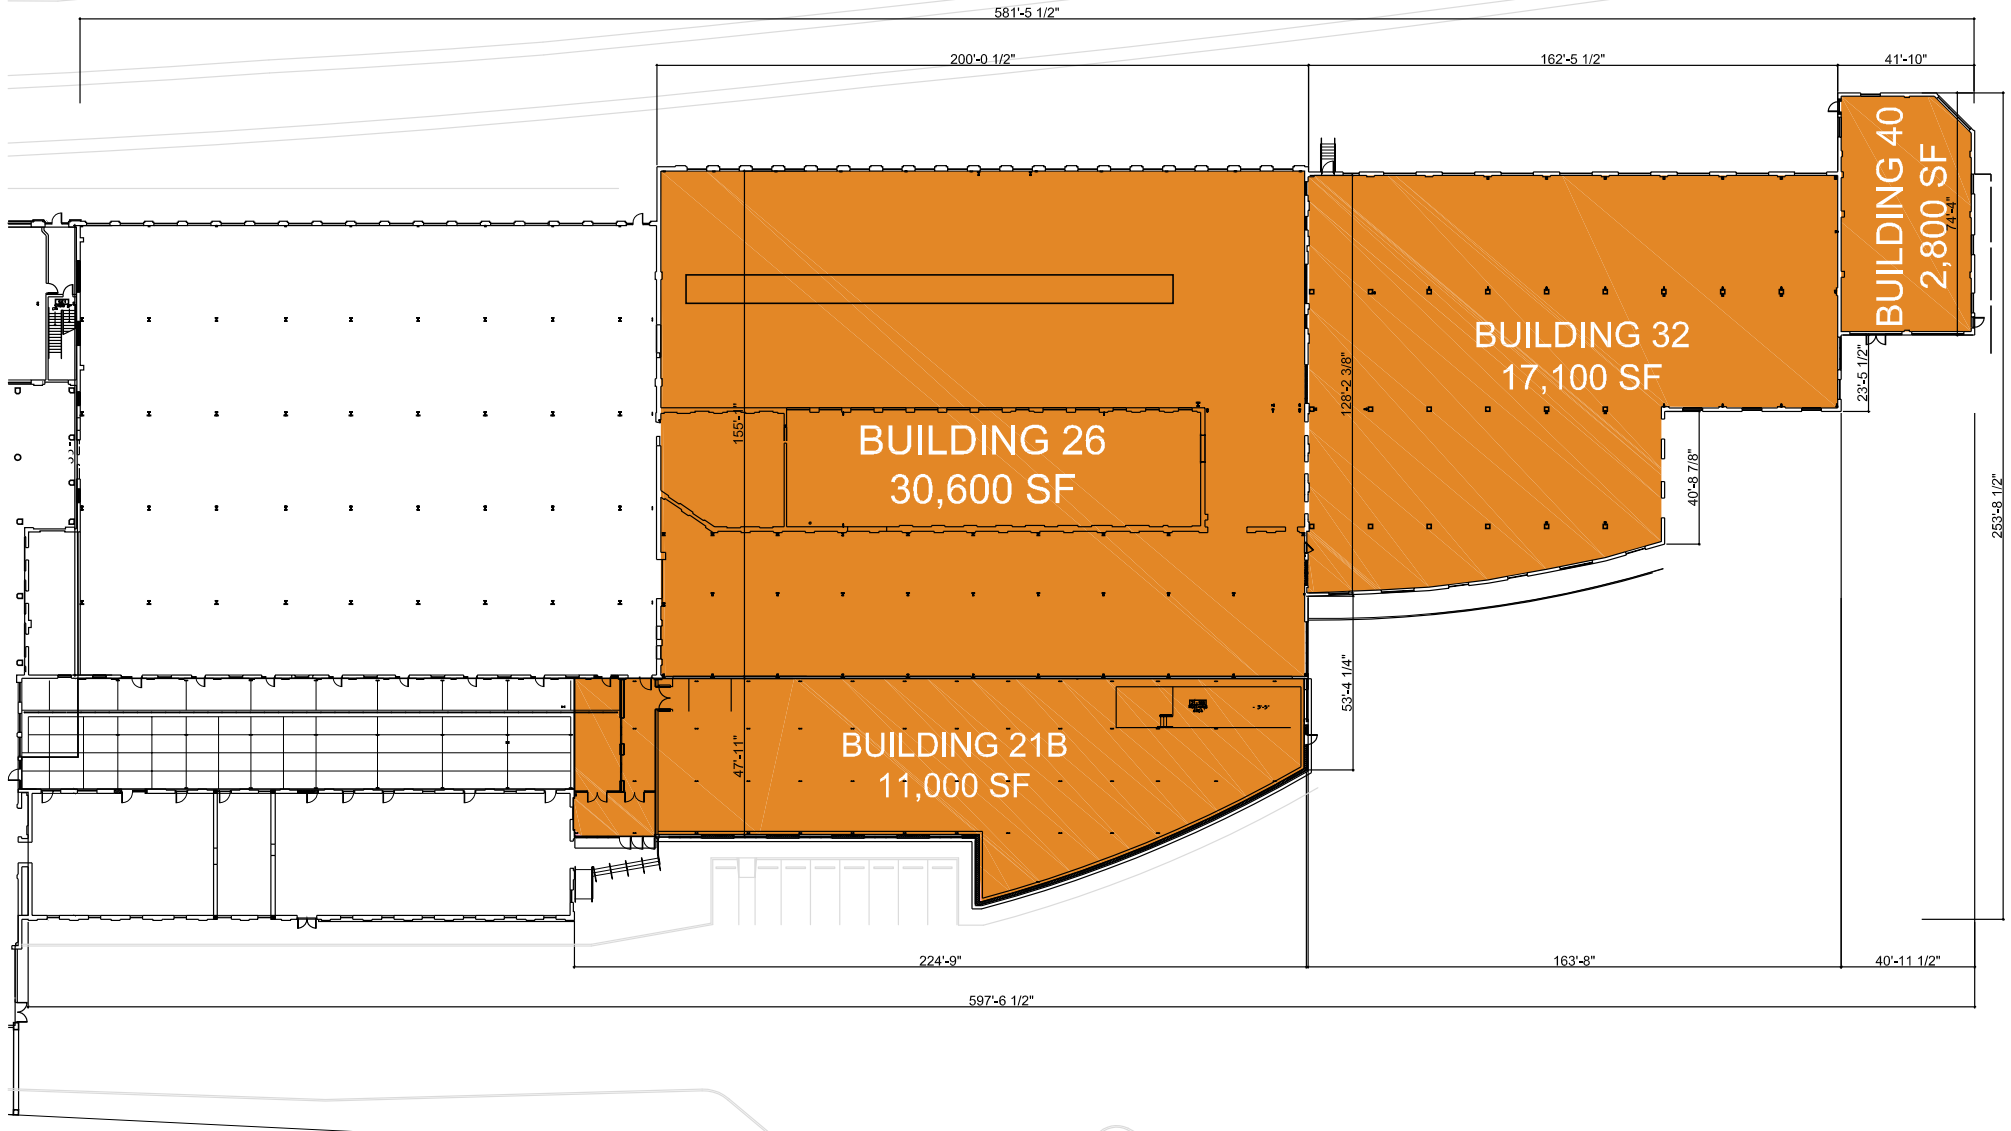 581'-5 1/2"
200'-0 1/2"
162'-5 1/2"
41'-10"
BUILDING 40
2,800 SF
74'-4"
BUILDING 32
17,100 SF
128'-2 3/8"
23'-5 1/2"
155'-1"
BUILDING 26
30,600 SF
40'-8 7/8"
253'-8 1/2"
53'-4 1/4"
BUILDING 21B
11,000 SF
47'-11"
224'-9"
163'-8"
40'-11 1/2"
597'-6 1/2"